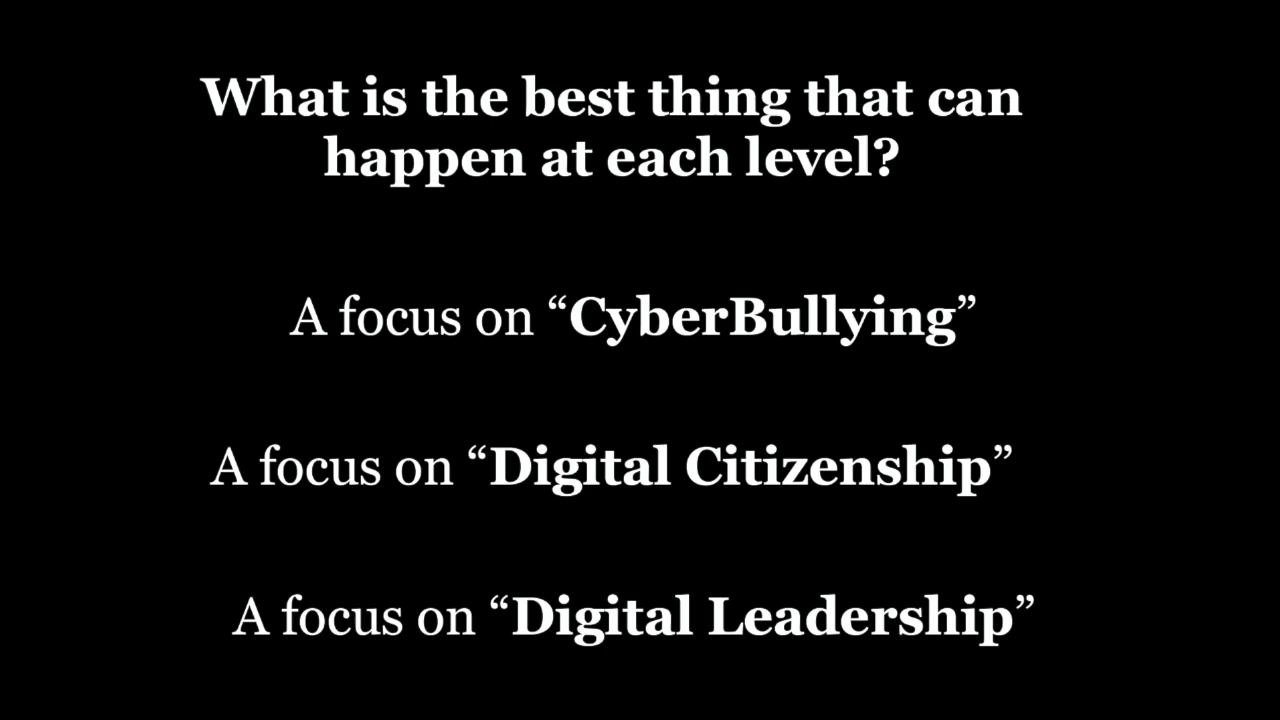 What is the best thing that can
happen at each level?
A focus on “CyberBullying”
A focus on “Digital Citizenship”
A focus on “Digital Leadership”